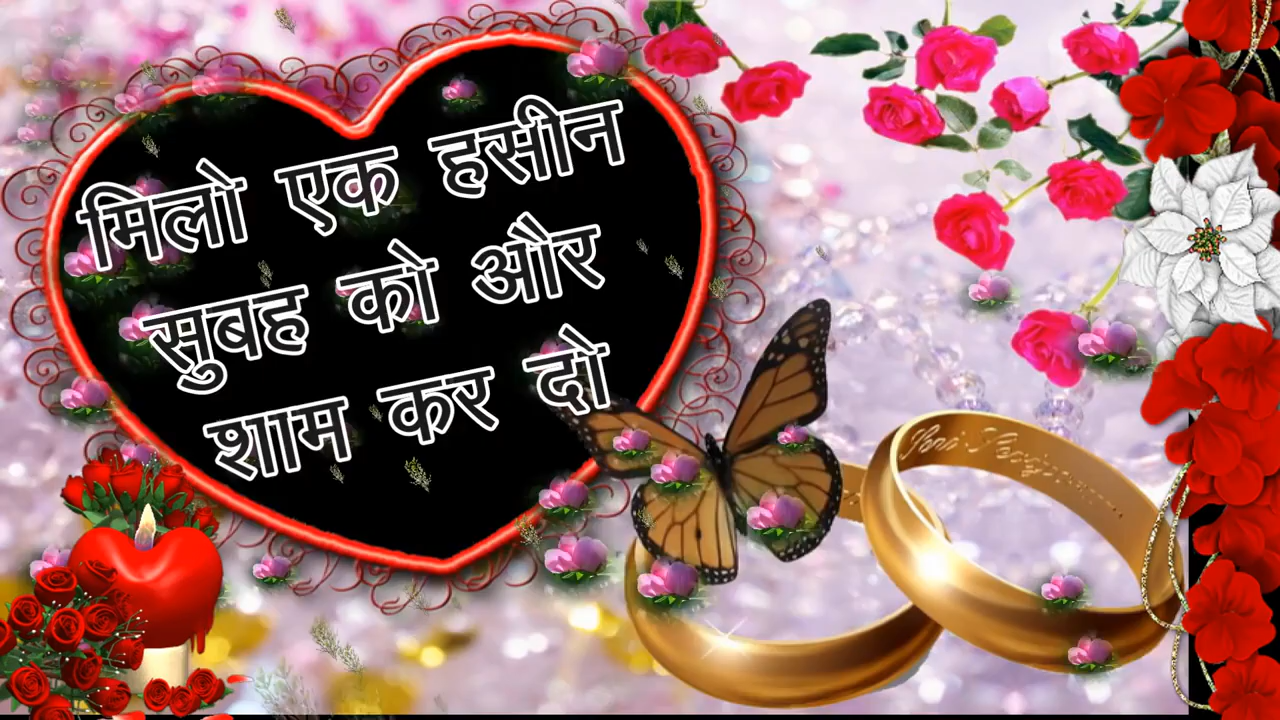 मिलो एक हसीन
सुबह को और
शाम कर दो